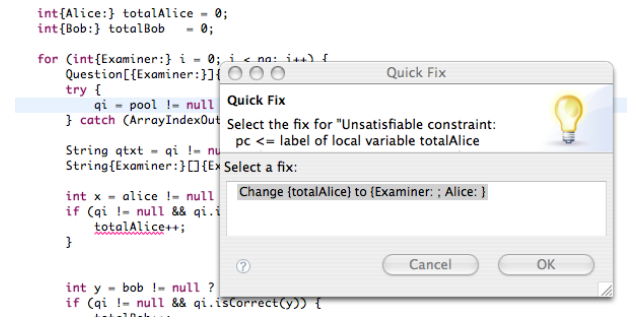 int{Alice:} totalAlice = 0;
int{Bob:} totalBob   = 0;
for (int{Examiner:} i = 0; i < nq; i++) {
Question[{Examiner:}]{
try {
qi = pool != null
} catch (ArrayIndexOut
String qtxt = qi != nu
String{Examiner:}[]{Ex
int x = alice != null
if (qi != null && qi.i
totalAlice++;
}
int y = bob != null ?
if (qi != null && qi.isCorrect(y)) {
totalBob++;
Quick Fix
Quick Fix
Select the fix for "Unsatisfiable constraint:
pc <= label of local variable totalAlice
Select a fix:
Change {totalAlice} to {Examiner: ; Alice: }
?
Cancel
OK